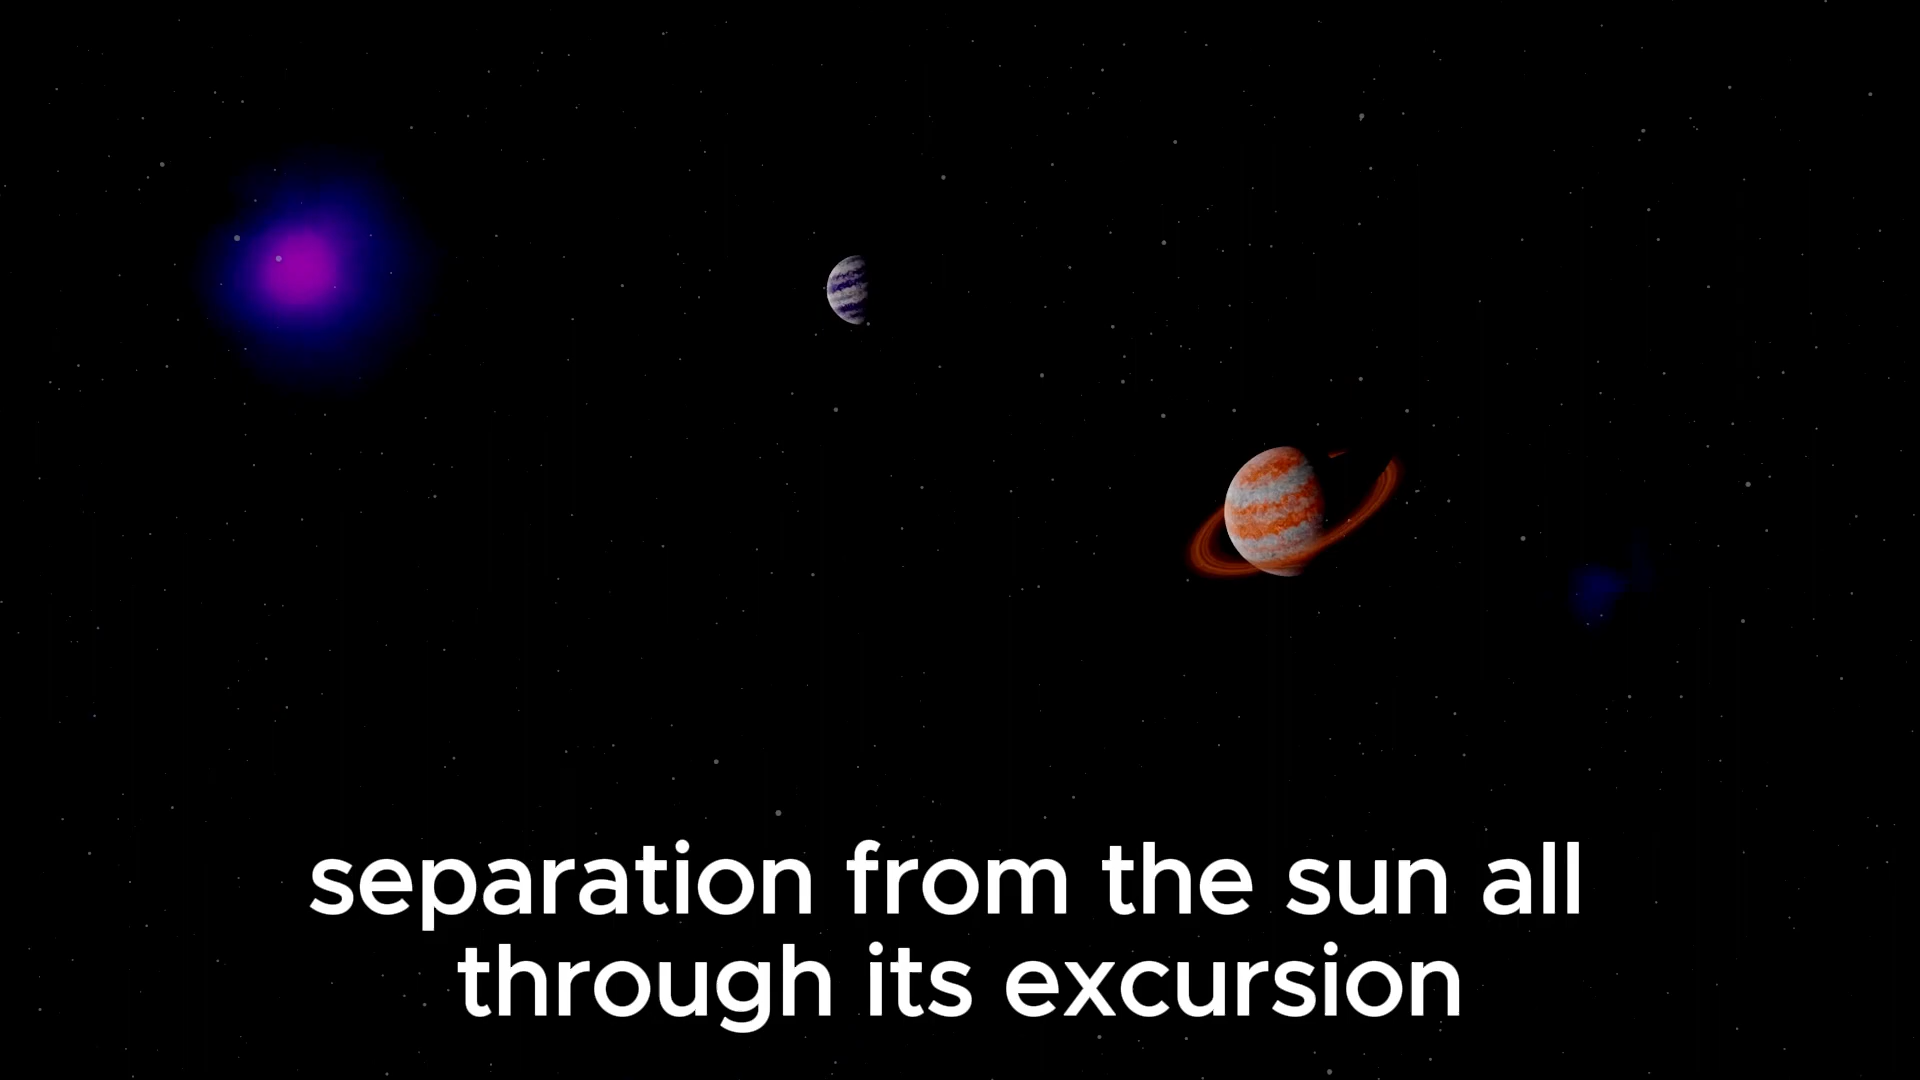 separation from the sun all
through its excursion